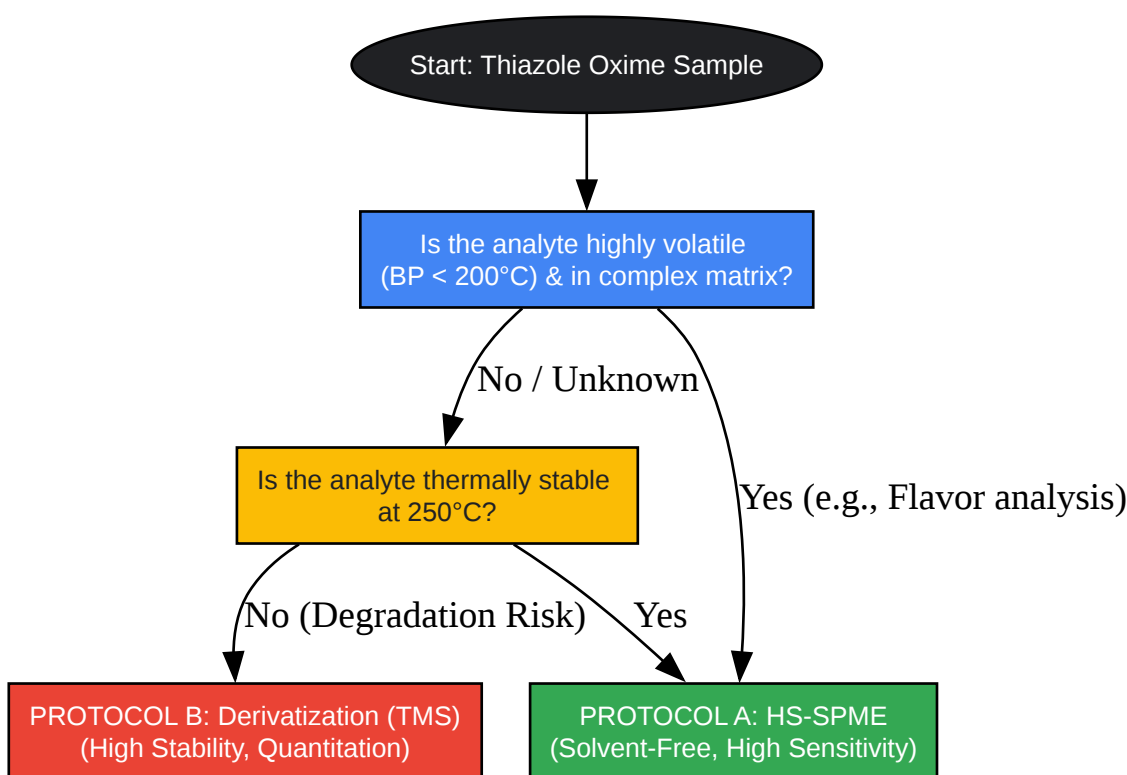 Start: Thiazole Oxime Sample
Is the analyte highly volatile
(BP < 200°C) & in complex matrix?
No / Unknown
Is the analyte thermally stable
at 250°C?
Yes (e.g., Flavor analysis)
No (Degradation Risk)
Yes
PROTOCOL B: Derivatization (TMS)
(High Stability, Quantitation)
PROTOCOL A: HS-SPME
(Solvent-Free, High Sensitivity)